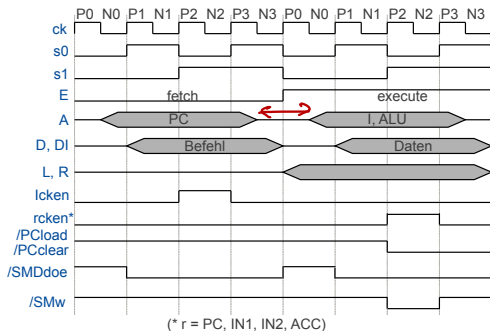 P0 N0 P1 N1 P2 N2 P3 N3 P0 N0 P1 N1 P2 N2 P3 N3
ck
s0
s1
E fetch execute
A PC I, ALU
D, DI Befehl Daten
L, R
Icken
rcken*
/PCload
/PCclear
/SMDdoe
/SMw
(* r = PC, IN1, IN2, ACC)